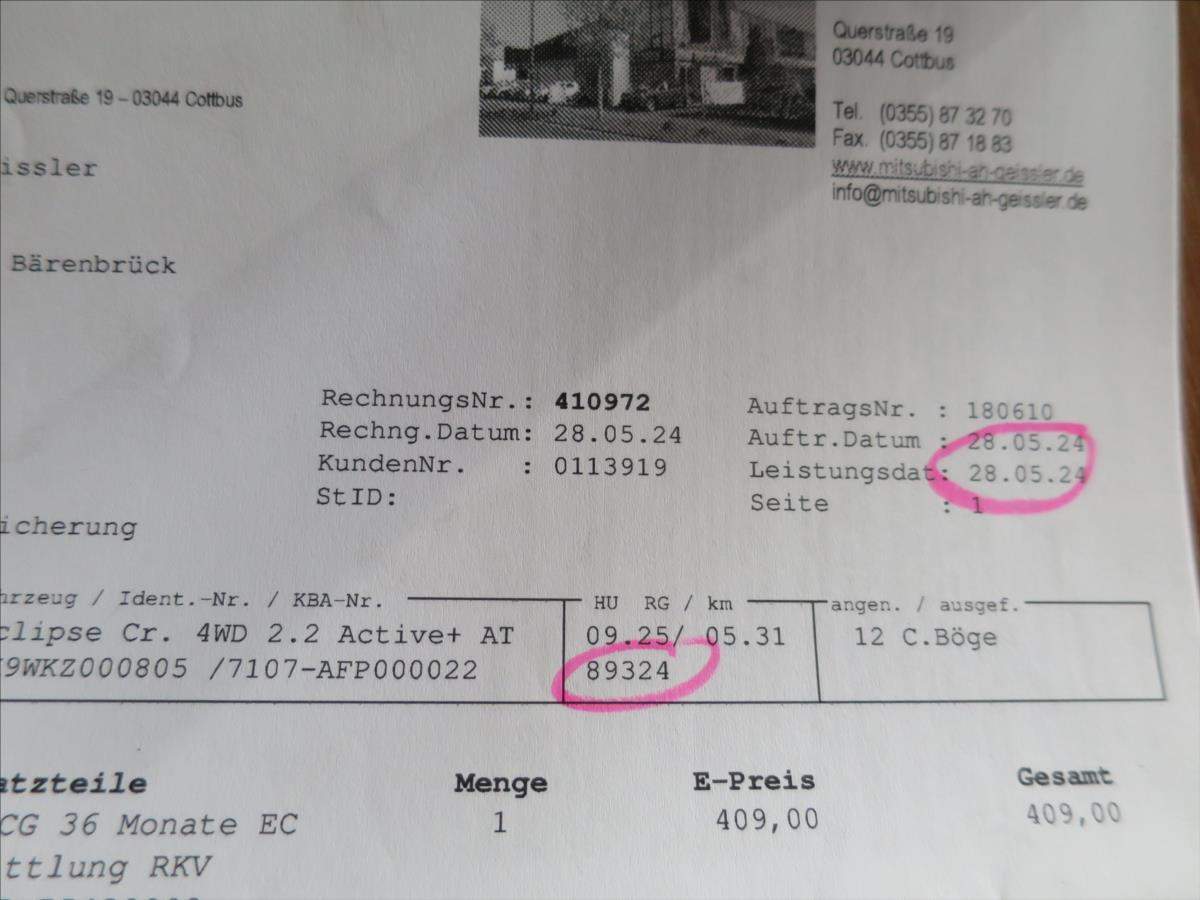 Querstraße 19
03044 Cottbus
Querstraße 19 – 03044 Cottbus
Tel. (0355) 87 32 70
Fax. (0355) 87 18 83
www.mitsubishi-ah-geissler.de
info@mitsubishi-ah-geissler.de
issler
Bärenbrück
RechnungsNr.: 410972
Rechng.Datum: 28.05.24
KundenNr. : 0113919
StID:
AuftragsNr. : 180610
Auftr.Datum : 28.05.24
Leistungsdat: 28.05.24
Seite : 1
icherung
hrzeug / Ident.-Nr. / KBA-Nr. HU RG / km angen. / ausgef.
clipse Cr. 4WD 2.2 Active+ AT 09.25/ 05.31 12 C.Böge
9WKZ000805 /7107-AFP000022 89324
atzteile Menge E-Preis Gesamt
CG 36 Monate EC 1 409,00 409,00
ttlung RKV